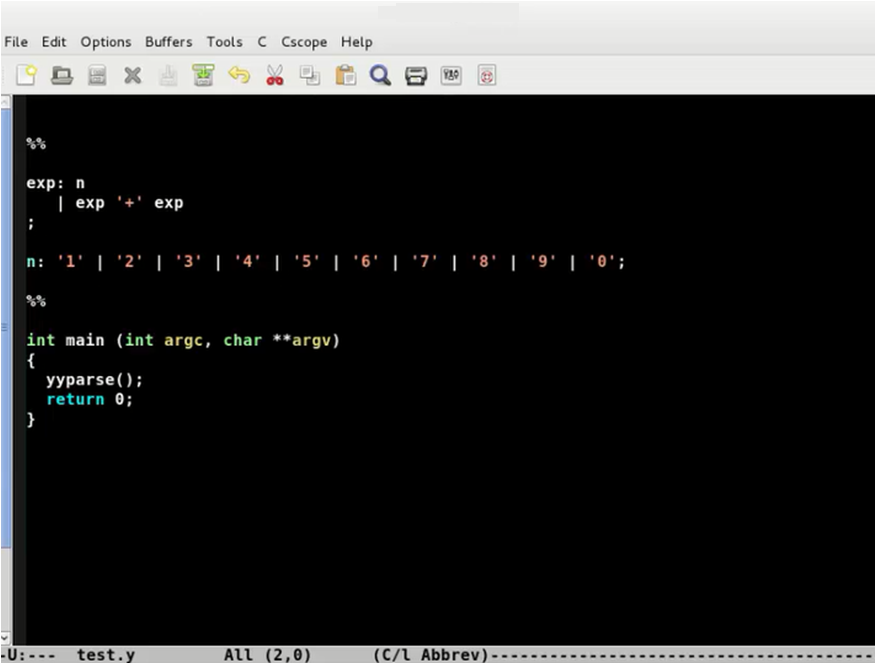 File Edit Options Buffers Tools C Cscope Help
%%
exp: n
   | exp '+' exp
;
n: '1' | '2' | '3' | '4' | '5' | '6' | '7' | '8' | '9' | '0';
%%
int main (int argc, char **argv)
{
  yyparse();
  return 0;
}
-U:---  test.y         All (2,0)      (C/l Abbrev)---------------------------------------